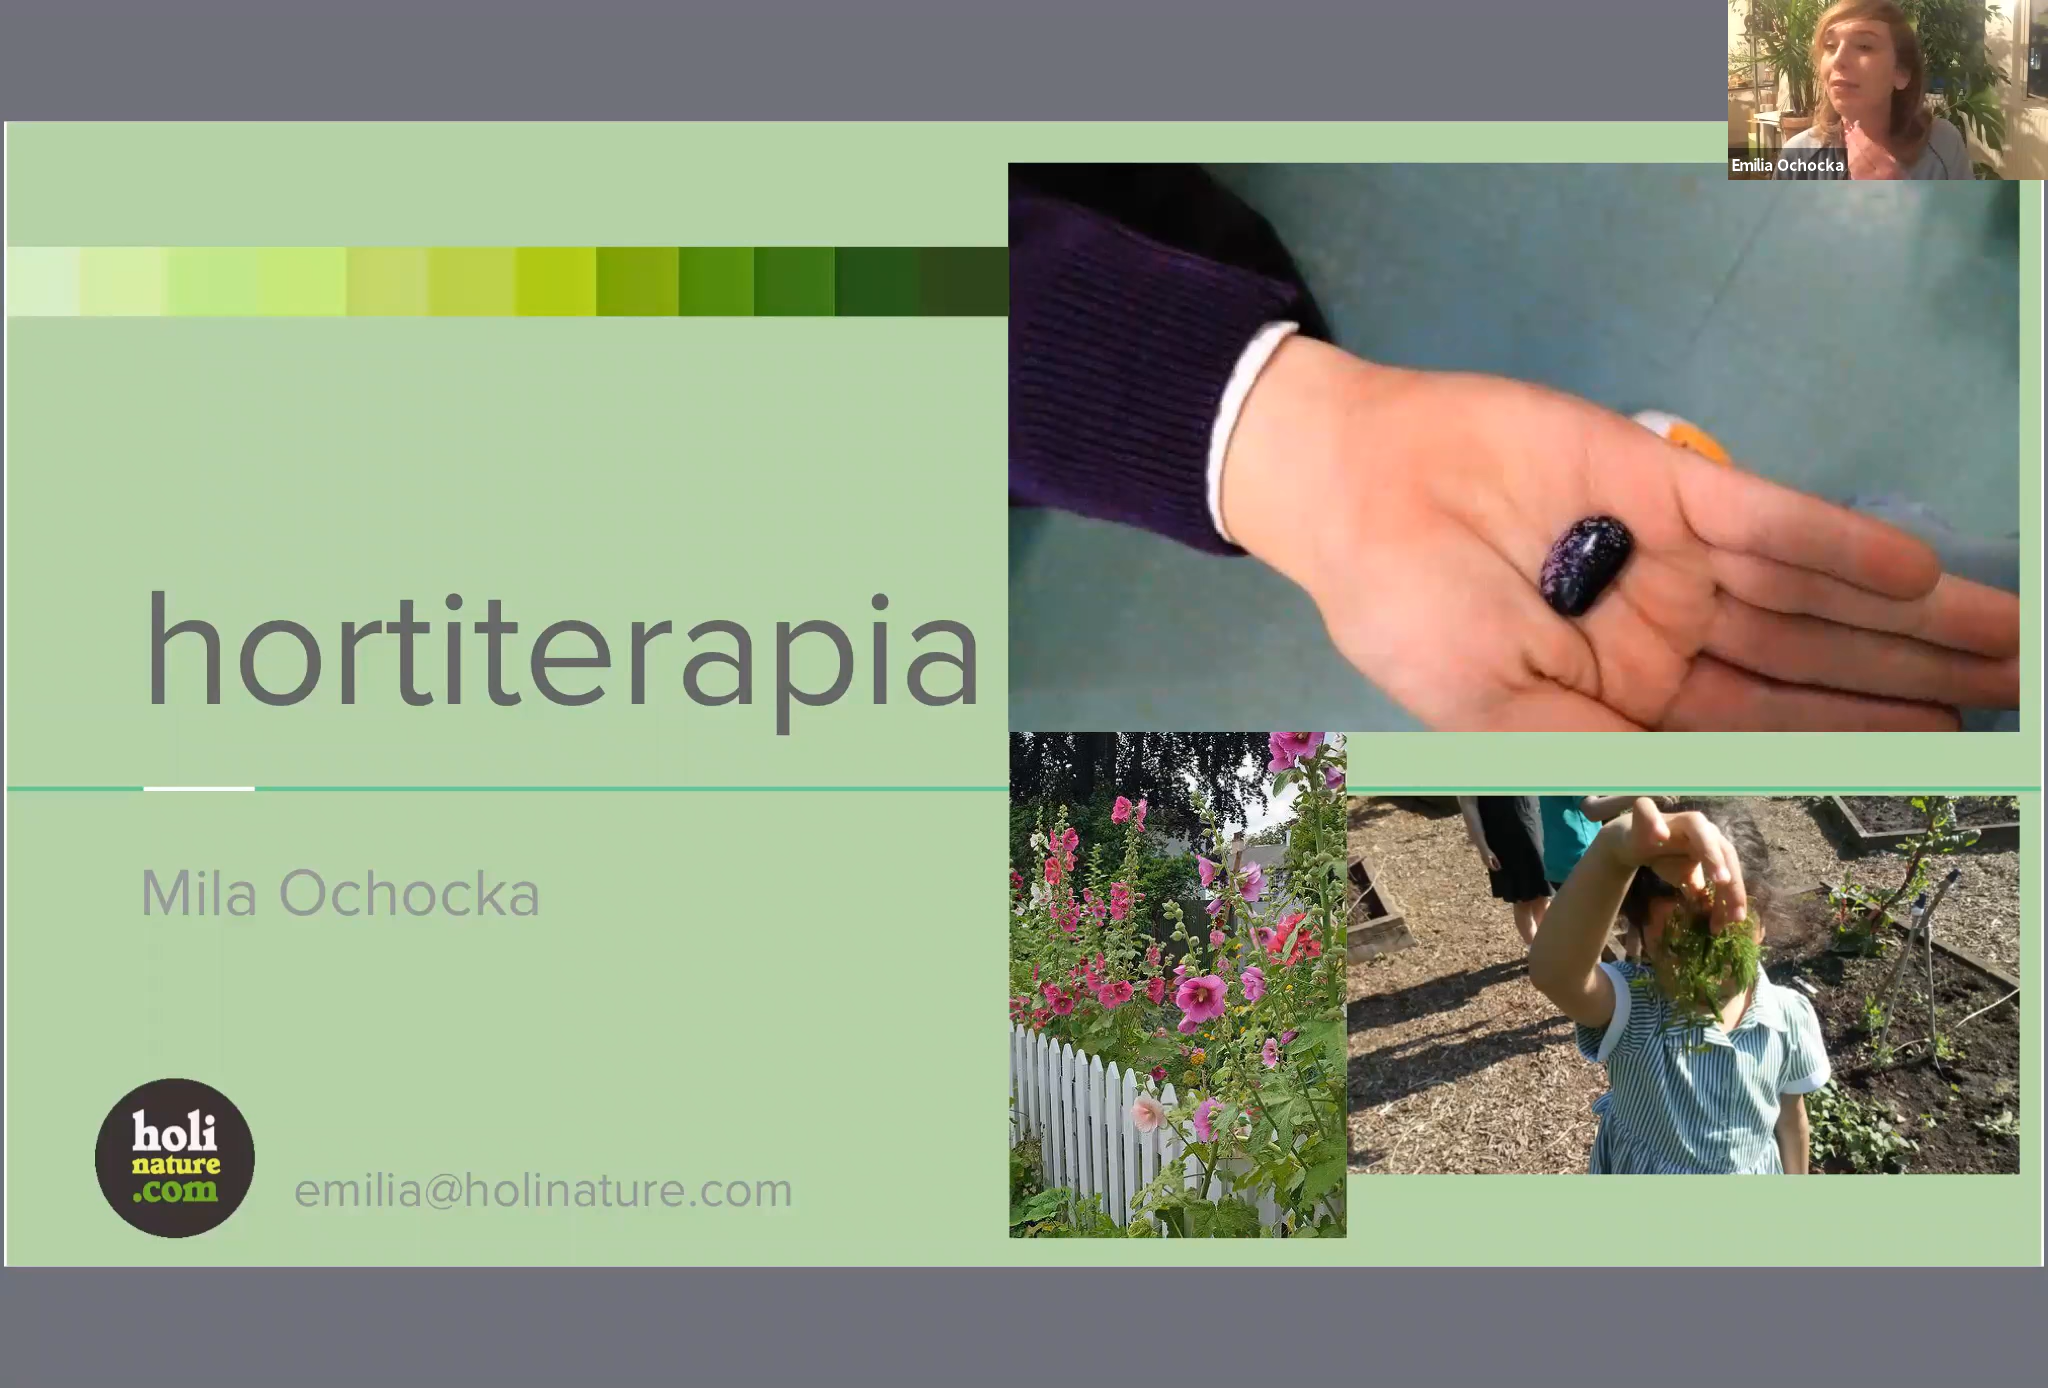 Emilia Ochocka
hortiterapia
Mila Ochocka
holi
nature
.com
emilia@holinature.com